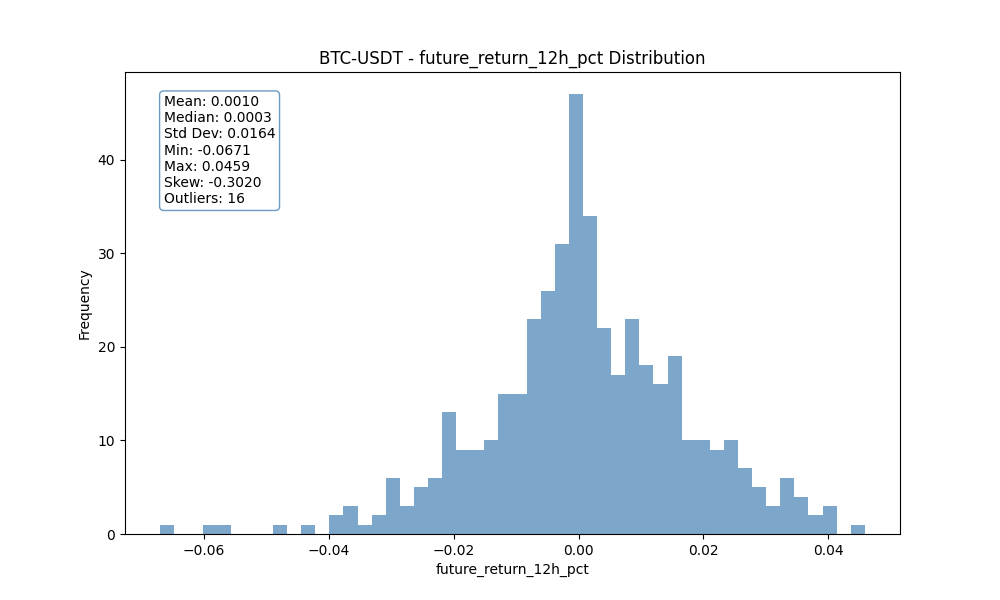 BTC-USDT - future_return_12h_pct Distribution
Mean: 0.0010
Median: 0.0003
Std Dev: 0.0164
Min: -0.0671
Max: 0.0459
Skew: -0.3020
Outliers: 16
Frequency
40
30
20
10
0
−0.06 −0.04 −0.02 0.00 0.02 0.04
future_return_12h_pct